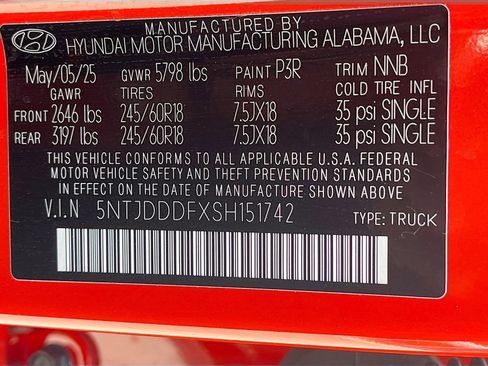 MANUFACTURED BY
HYUNDAI MOTOR MANUFACTURING ALABAMA, LLC
May/05/25 GVWR 5798 lbs PAINT P3R TRIM NNB
GAWR TIRES RIMS COLD TIRE INFL
FRONT 2646 lbs 245/60R18 7.5JX18 35 psi SINGLE
REAR 3197 lbs 245/60R18 7.5JX18 35 psi SINGLE
THIS VEHICLE CONFORMS TO ALL APPLICABLE U.S.A. FEDERAL
MOTOR VEHICLE SAFETY AND THEFT PREVENTION STANDARDS
IN EFFECT ON THE DATE OF MANUFACTURE SHOWN ABOVE.
V.I.N 5NTJDDDFXSH151742 TYPE: TRUCK